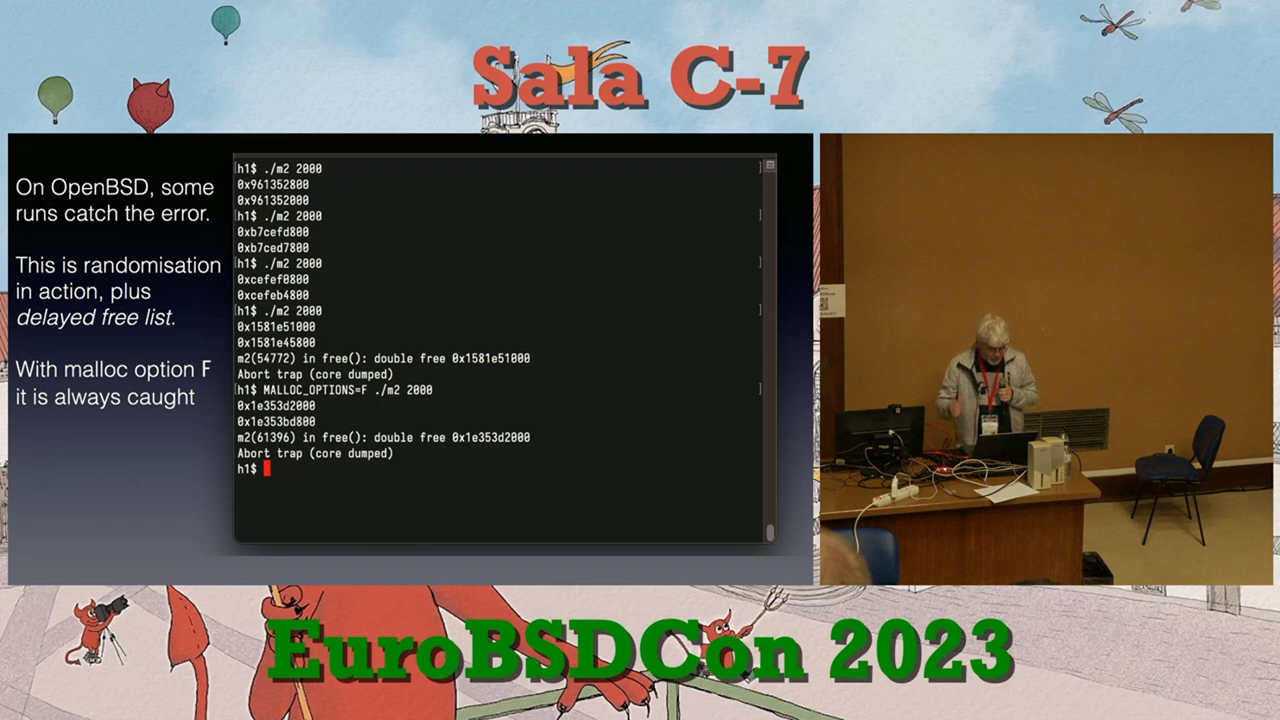 Sala C-7
On OpenBSD, some
runs catch the error.
This is randomisation
in action, plus
delayed free list.
With malloc option F
it is always caught
[h1$ ./m2 2000 ]
0x961352800
0x961352000
[h1$ ./m2 2000 ]
0xb7cefd800
0xb7ced7800
[h1$ ./m2 2000 ]
0xcefef0800
0xcefeb4800
[h1$ ./m2 2000 ]
0x1581e51000
0x1581e45800
m2(54772) in free(): double free 0x1581e51000
Abort trap (core dumped)
[h1$ MALLOC_OPTIONS=F ./m2 2000 ]
0x1e353d2000
0x1e353bd800
m2(61396) in free(): double free 0x1e353d2000
Abort trap (core dumped)
h1$
EuroBSDCon 2023